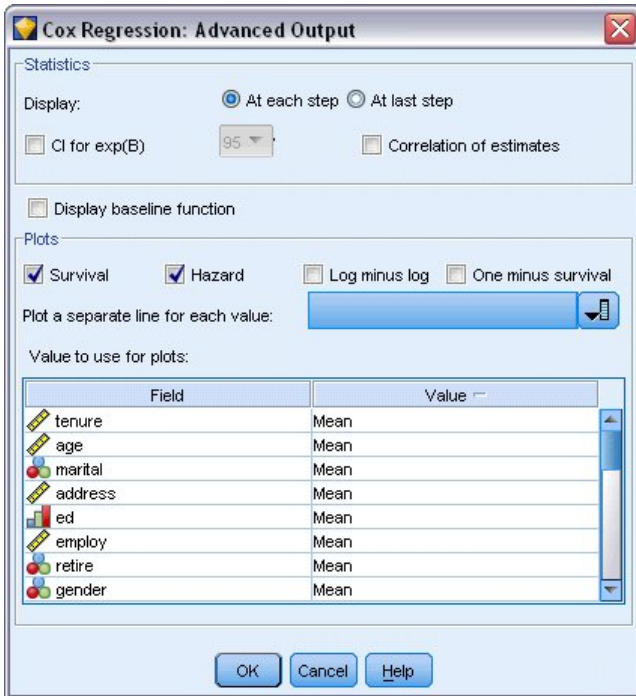 Cox Regression: Advanced Output
Statistics
Display: At each step At last step
CI for exp(B) 95 Correlation of estimates
Display baseline function
Plots
Survival Hazard Log minus log One minus survival
Plot a separate line for each value:
Value to use for plots:
Field Value
tenure Mean
age Mean
marital Mean
address Mean
ed Mean
employ Mean
retire Mean
gender Mean
OK Cancel Help